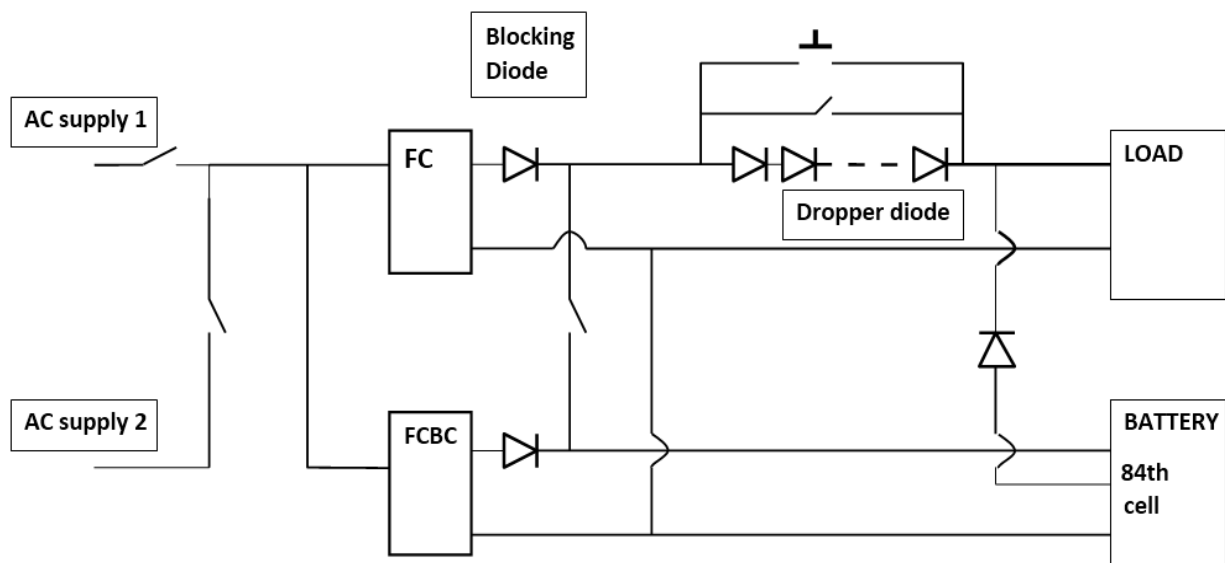 Blocking
Diode
AC supply 1
FC
LOAD
Dropper diode
AC supply 2
FCBC
BATTERY
84th
cell